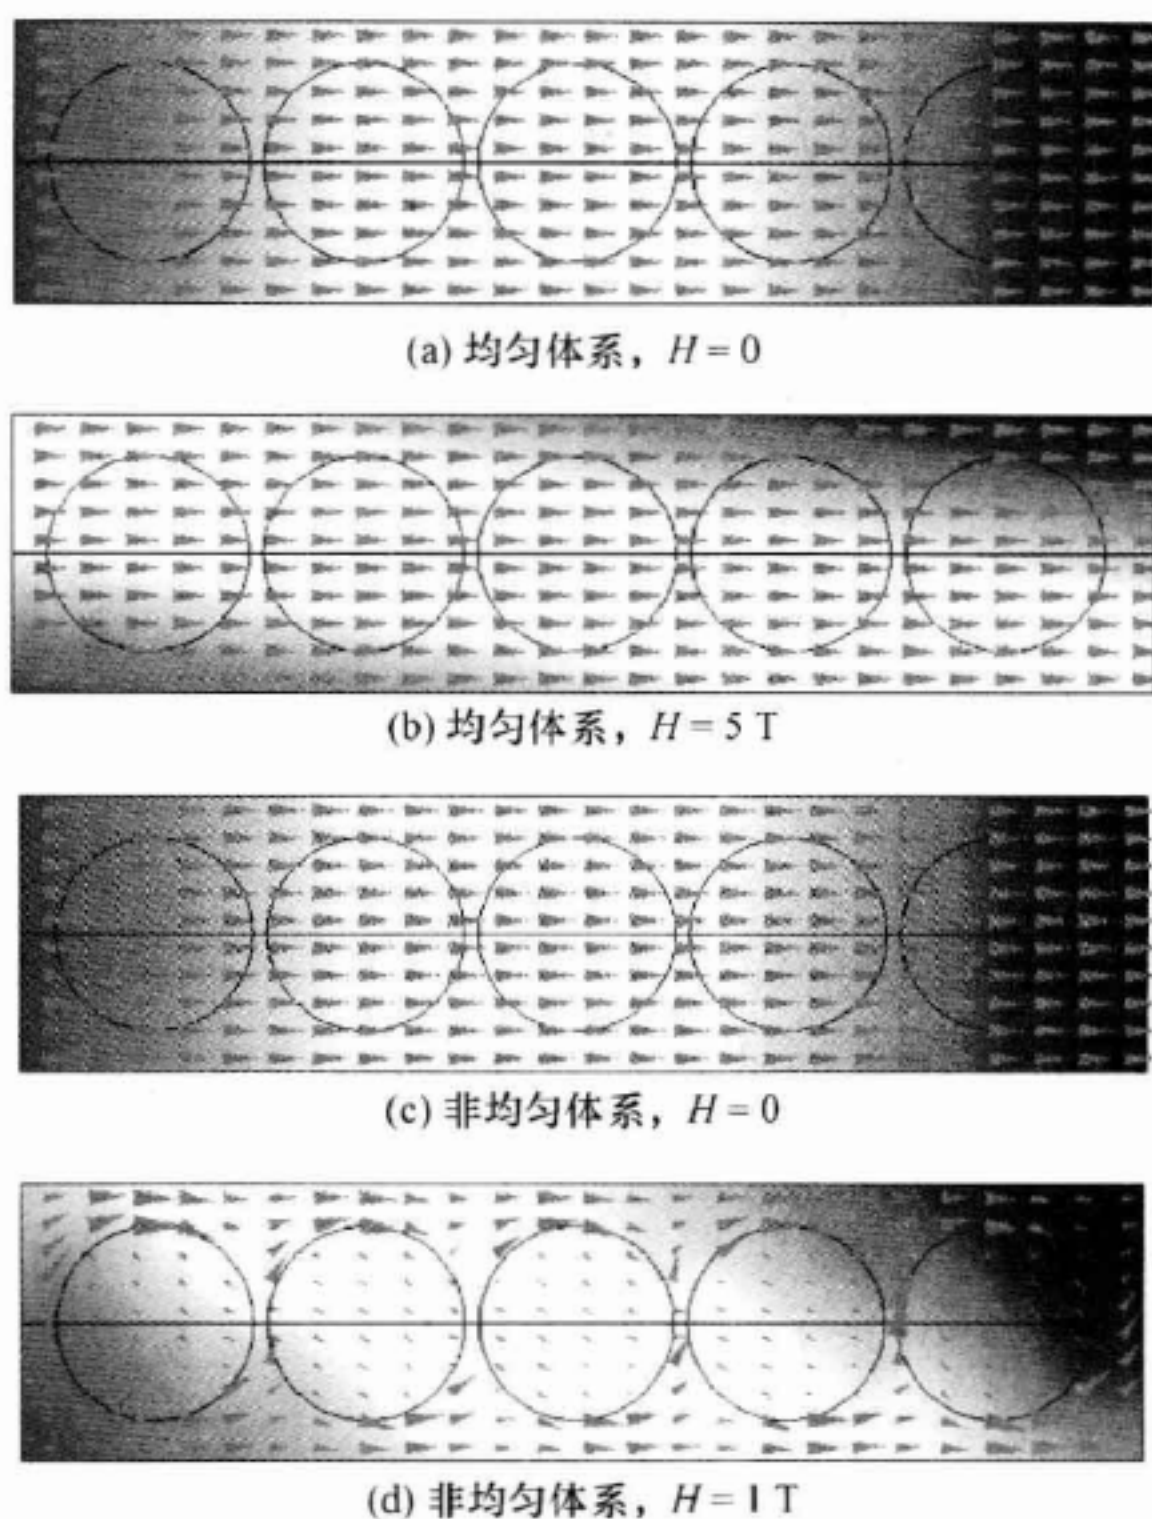 (a) 均匀体系，H = 0
(b) 均匀体系，H = 5 T
(c) 非均匀体系，H = 0
(d) 非均匀体系，H = 1 T